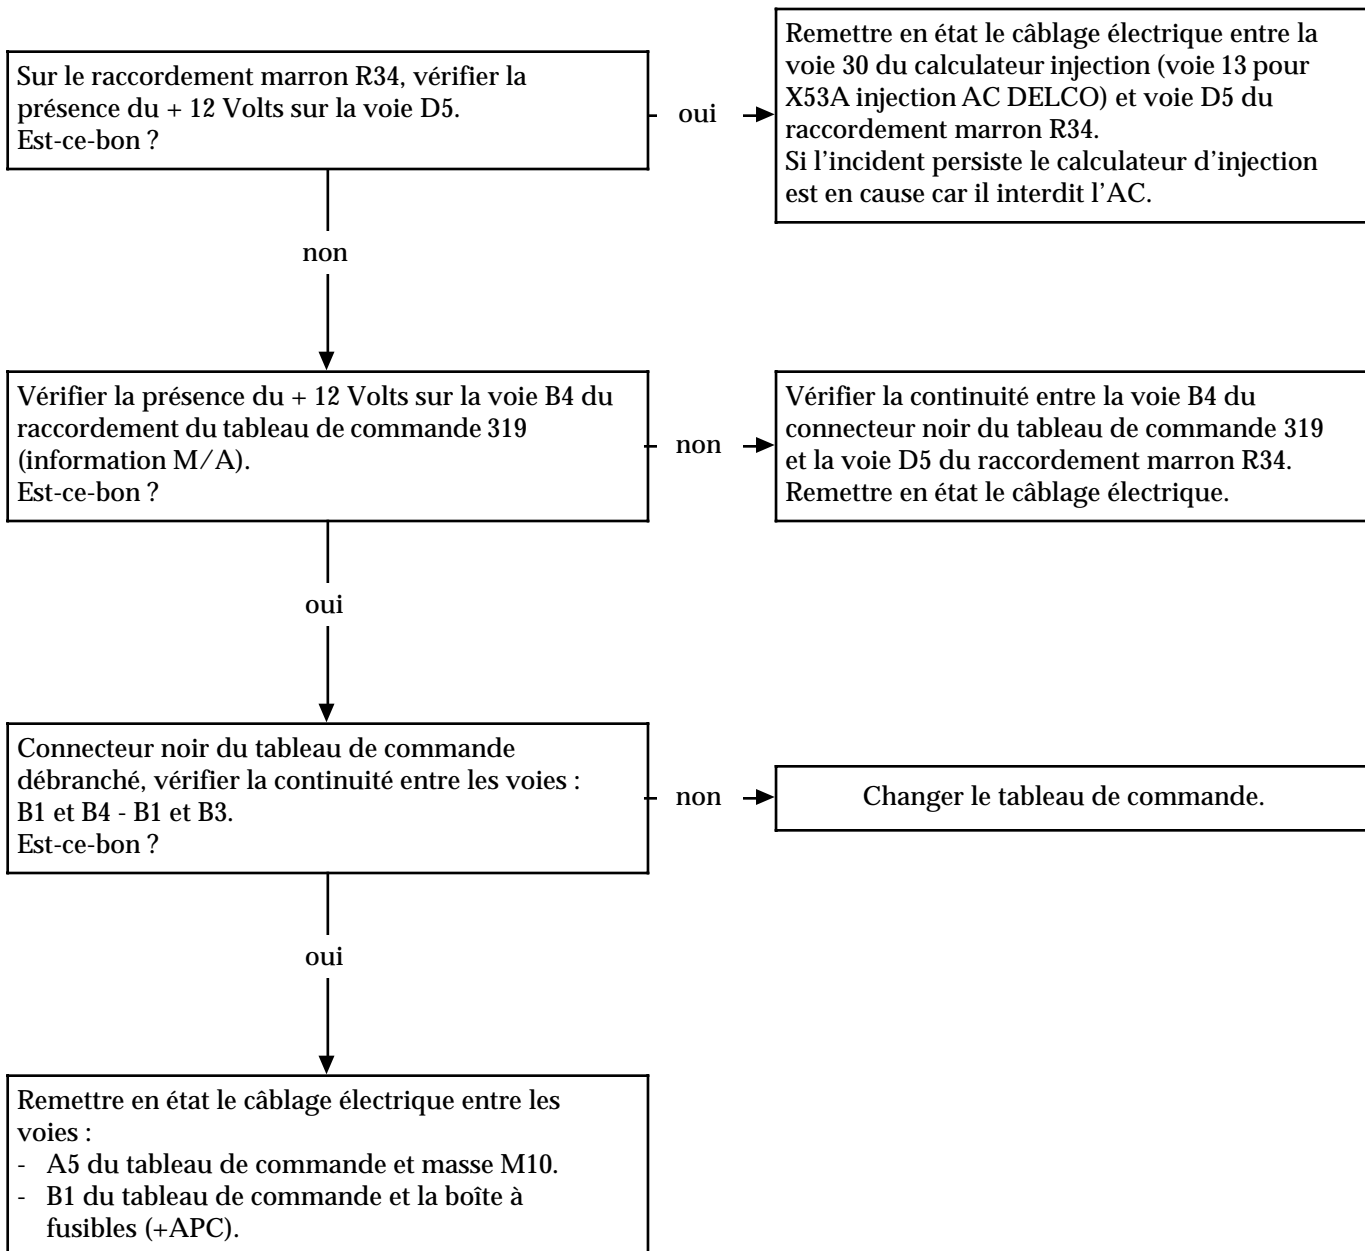 Sur le raccordement marron R34, vérifier la
présence du + 12 Volts sur la voie D5.
Est-ce-bon ?
oui
Remettre en état le câblage électrique entre la
voie 30 du calculateur injection (voie 13 pour
X53A injection AC DELCO) et voie D5 du
raccordement marron R34.
Si l'incident persiste le calculateur d'injection
est en cause car il interdit l'AC.
non
Vérifier la présence du + 12 Volts sur la voie B4 du
raccordement du tableau de commande 319
(information M/A).
Est-ce-bon ?
non
Vérifier la continuité entre la voie B4 du
connecteur noir du tableau de commande 319
et la voie D5 du raccordement marron R34.
Remettre en état le câblage électrique.
oui
Connecteur noir du tableau de commande
débranché, vérifier la continuité entre les voies :
B1 et B4 - B1 et B3.
Est-ce-bon ?
non
Changer le tableau de commande.
oui
Remettre en état le câblage électrique entre les
voies :
- A5 du tableau de commande et masse M10.
- B1 du tableau de commande et la boîte à
fusibles (+APC).